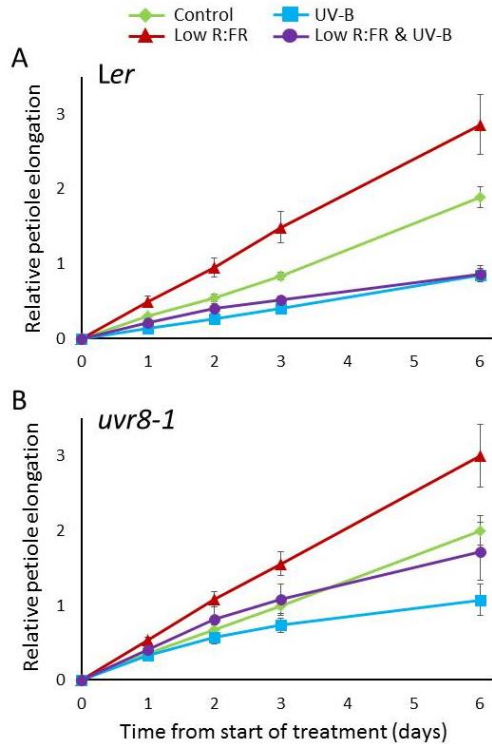 Control UV-B
Low R:FR Low R:FR & UV-B
A
Ler
Relative petiole elongation
3
2
1
0
0 1 2 3 4 5 6
B
uvr8-1
Relative petiole elongation
3
2
1
0
0 1 2 3 4 5 6
Time from start of treatment (days)